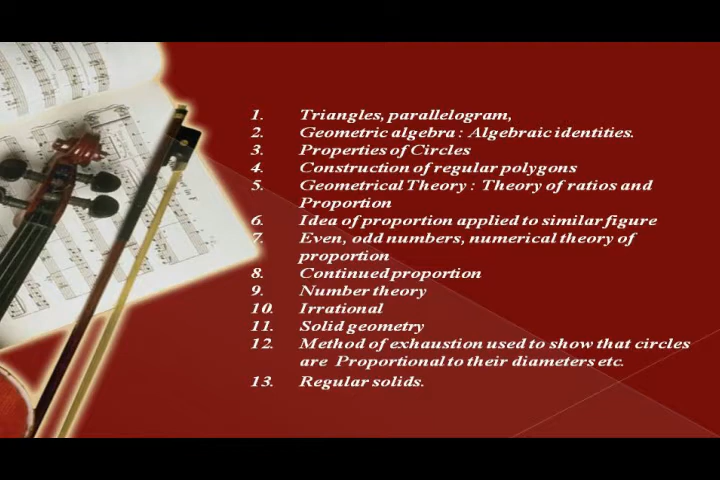 1. Triangles, parallelogram,
2. Geometric algebra : Algebraic identities.
3. Properties of Circles
4. Construction of regular polygons
5. Geometrical Theory : Theory of ratios and
Proportion
6. Idea of proportion applied to similar figure
7. Even, odd numbers, numerical theory of
proportion
8. Continued proportion
9. Number theory
10. Irrational
11. Solid geometry
12. Method of exhaustion used to show that circles
are Proportional to their diameters etc.
13. Regular solids.